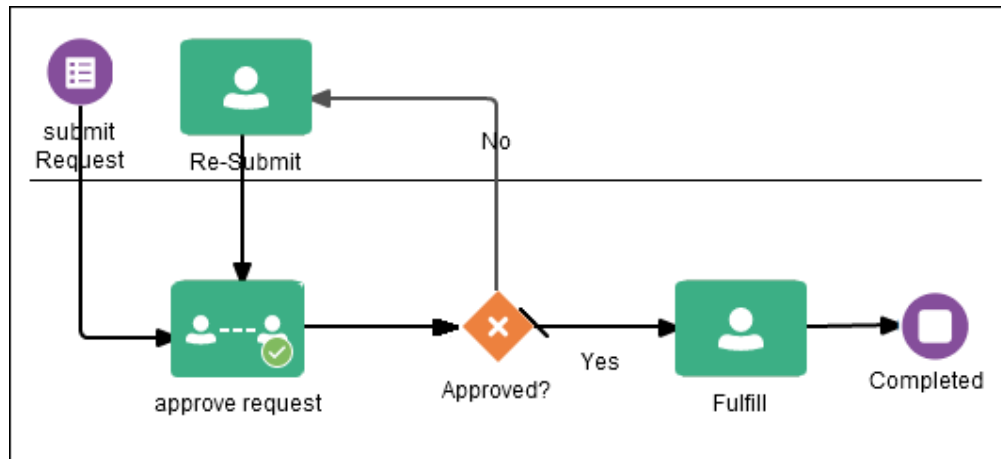 submit
Request
Re-Submit
No
approve request
Approved?
Yes
Fulfill
Completed